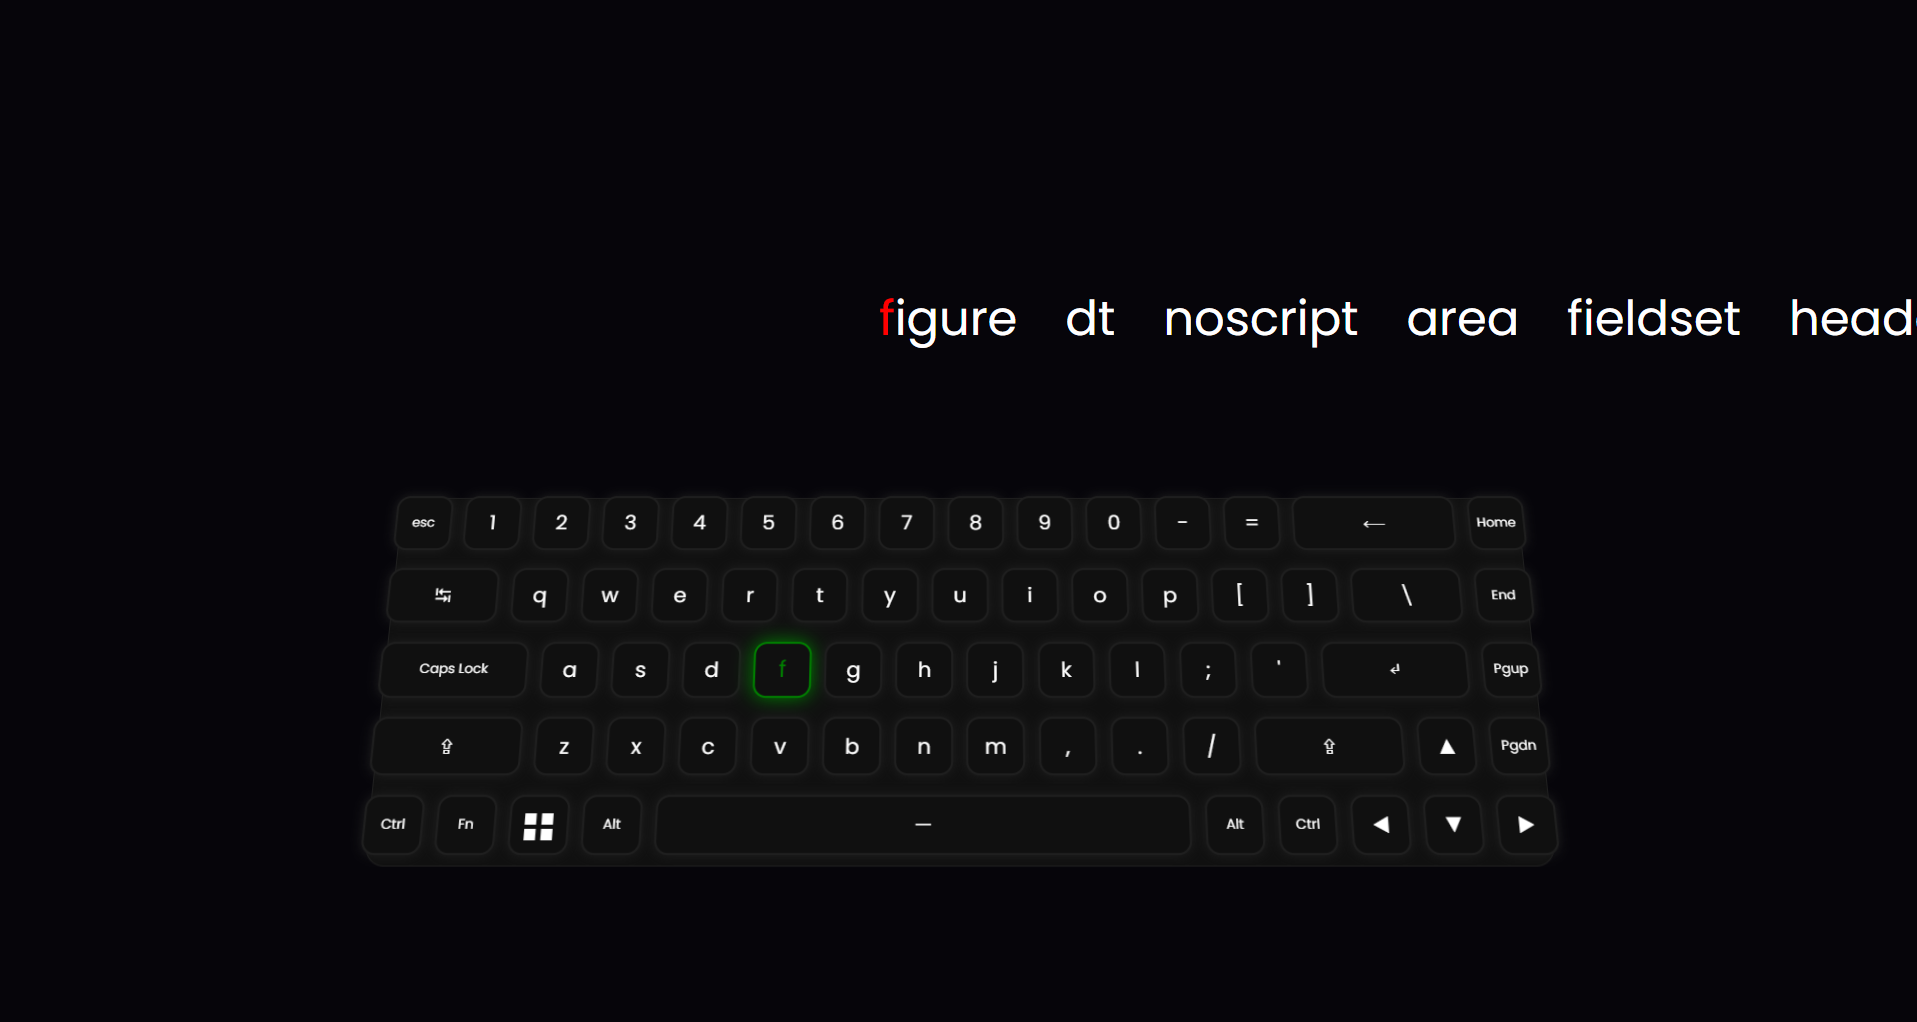 figure dt noscript area fieldset head
esc 1 2 3 4 5 6 7 8 9 0 - = ← Home
↹ q w e r t y u i o p [ ] \ End
Caps Lock a s d f g h j k l ; ' ↲ Pgup
⇪ z x c v b n m , . / ⇪ ▲ Pgdn
Ctrl Fn Alt — Alt Ctrl ◀ ▼ ▶